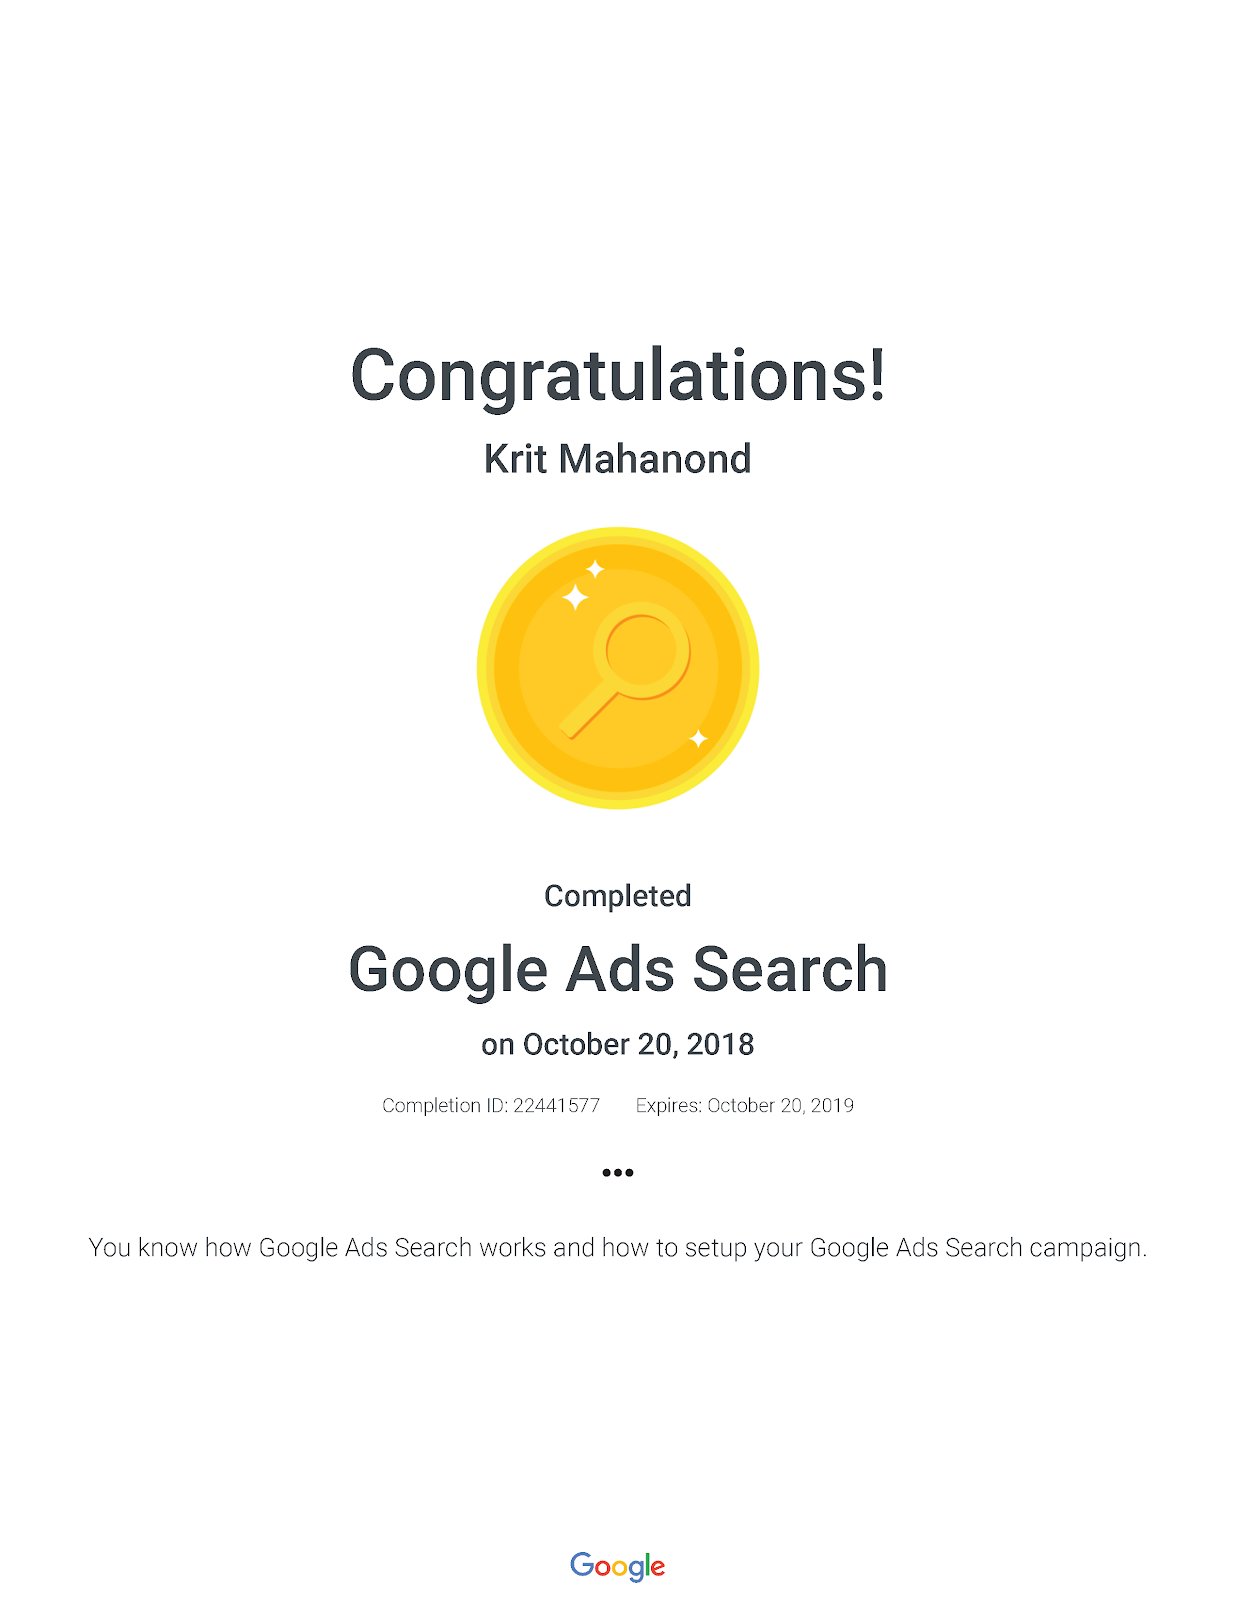 Congratulations!
Krit Mahanond
Completed
Google Ads Search
on October 20, 2018
Completion ID: 22441577 Expires: October 20, 2019
•••
You know how Google Ads Search works and how to setup your Google Ads Search campaign.
Google